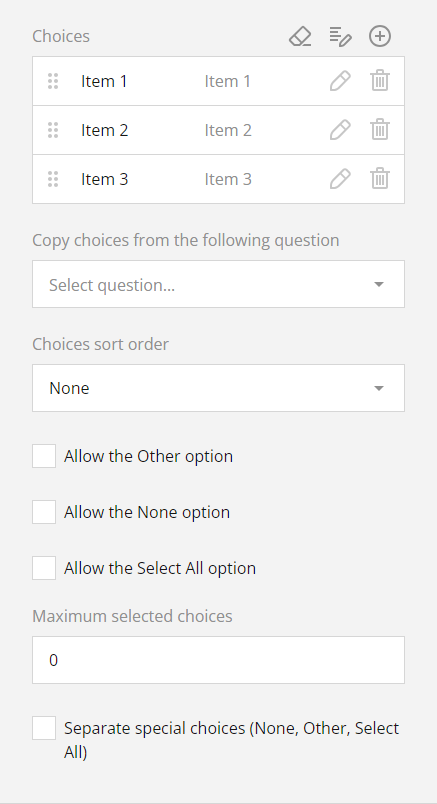 Choices
Item 1 Item 1
Item 2 Item 2
Item 3 Item 3
Copy choices from the following question
Select question...
Choices sort order
None
Allow the Other option
Allow the None option
Allow the Select All option
Maximum selected choices
0
Separate special choices (None, Other, Select
All)